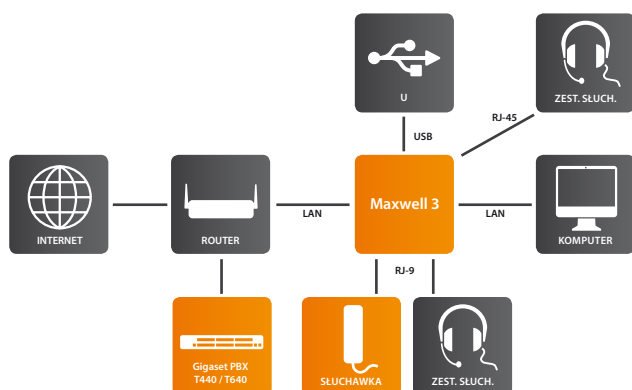 U
ZEST. SŁUCH.
USB
RJ-45
INTERNET
ROUTER
LAN
Maxwell 3
LAN
KOMPUTER
RJ-9
Gigaset PBX
T440 / T640
SŁUCHAWKA
ZEST. SŁUCH.